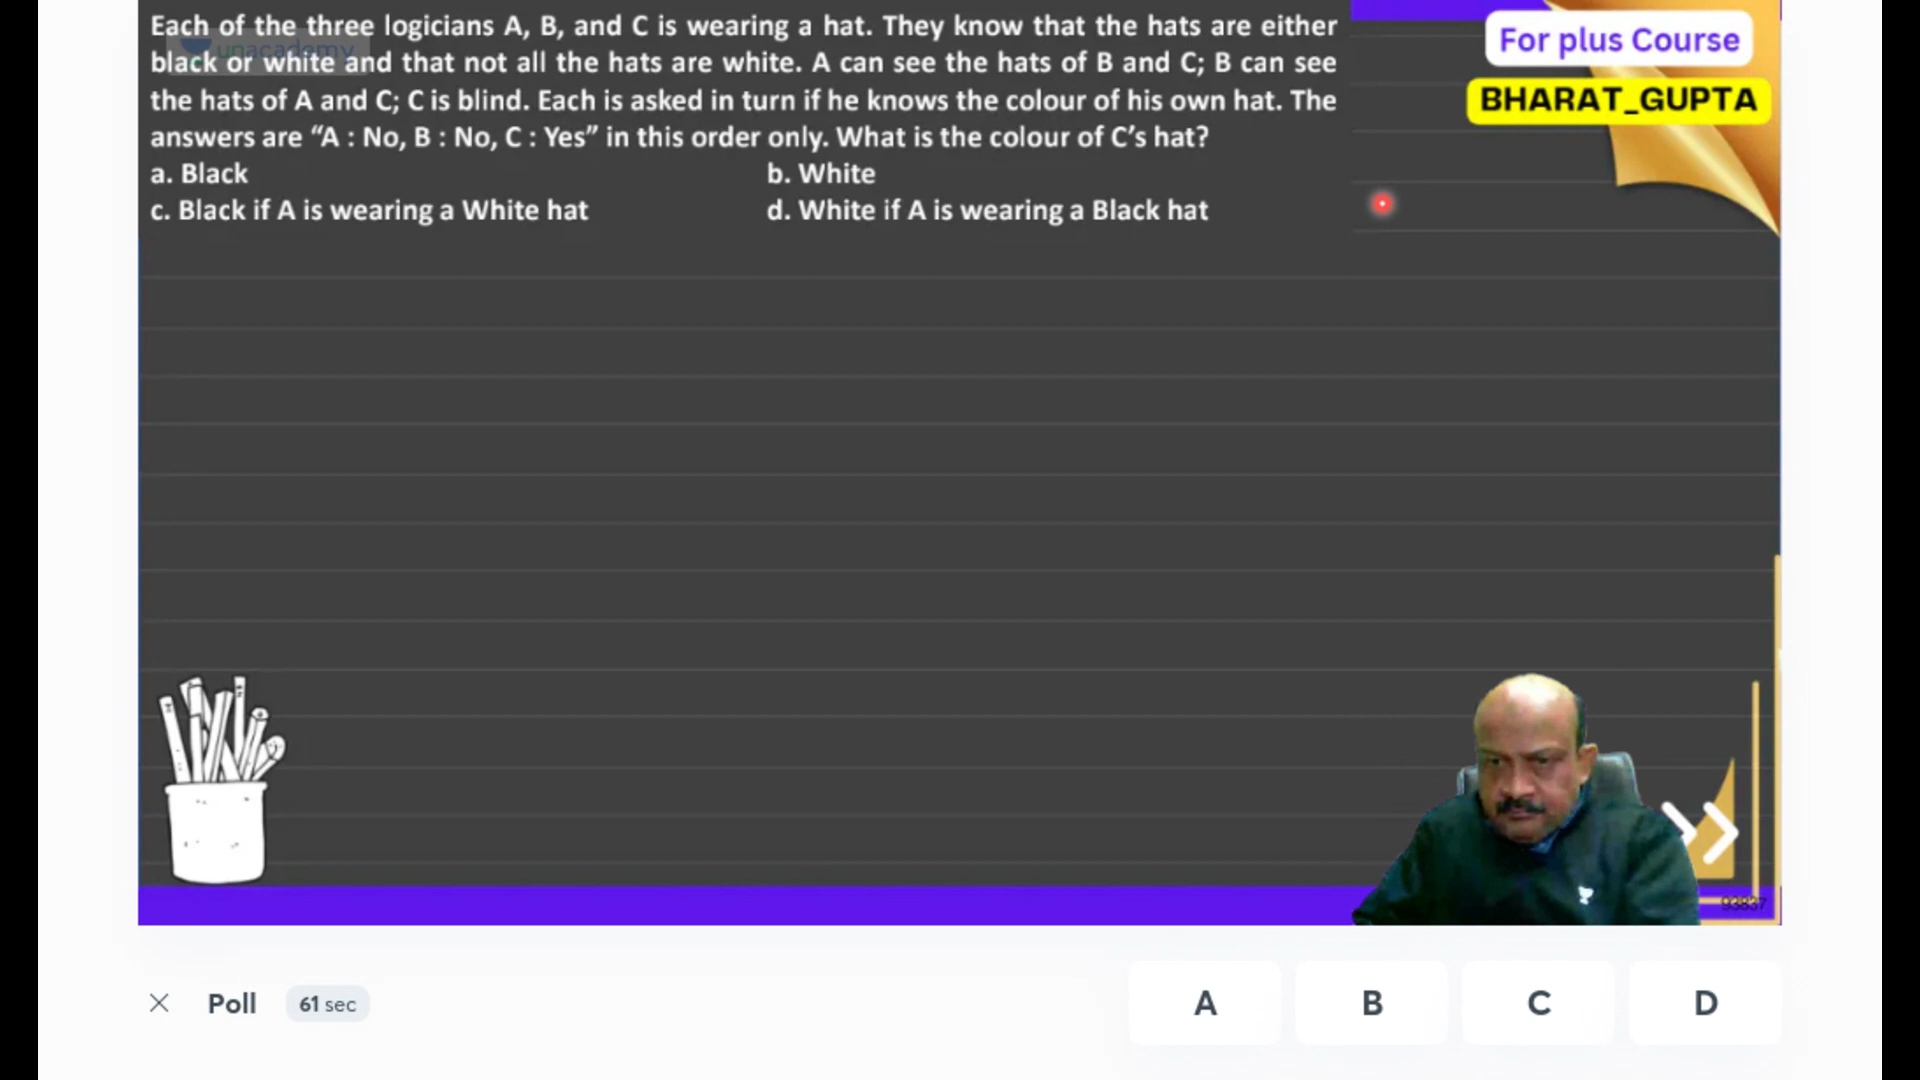 Each of the three logicians A, B, and C is wearing a hat. They know that the hats are either
unacademy
black or white and that not all the hats are white. A can see the hats of B and C; B can see
the hats of A and C; C is blind. Each is asked in turn if he knows the colour of his own hat. The
answers are “A : No, B : No, C : Yes” in this order only. What is the colour of C’s hat?
a. Black b. White
c. Black if A is wearing a White hat d. White if A is wearing a Black hat
For plus Course
BHARAT_GUPTA
93837
Poll 61 sec A B C D